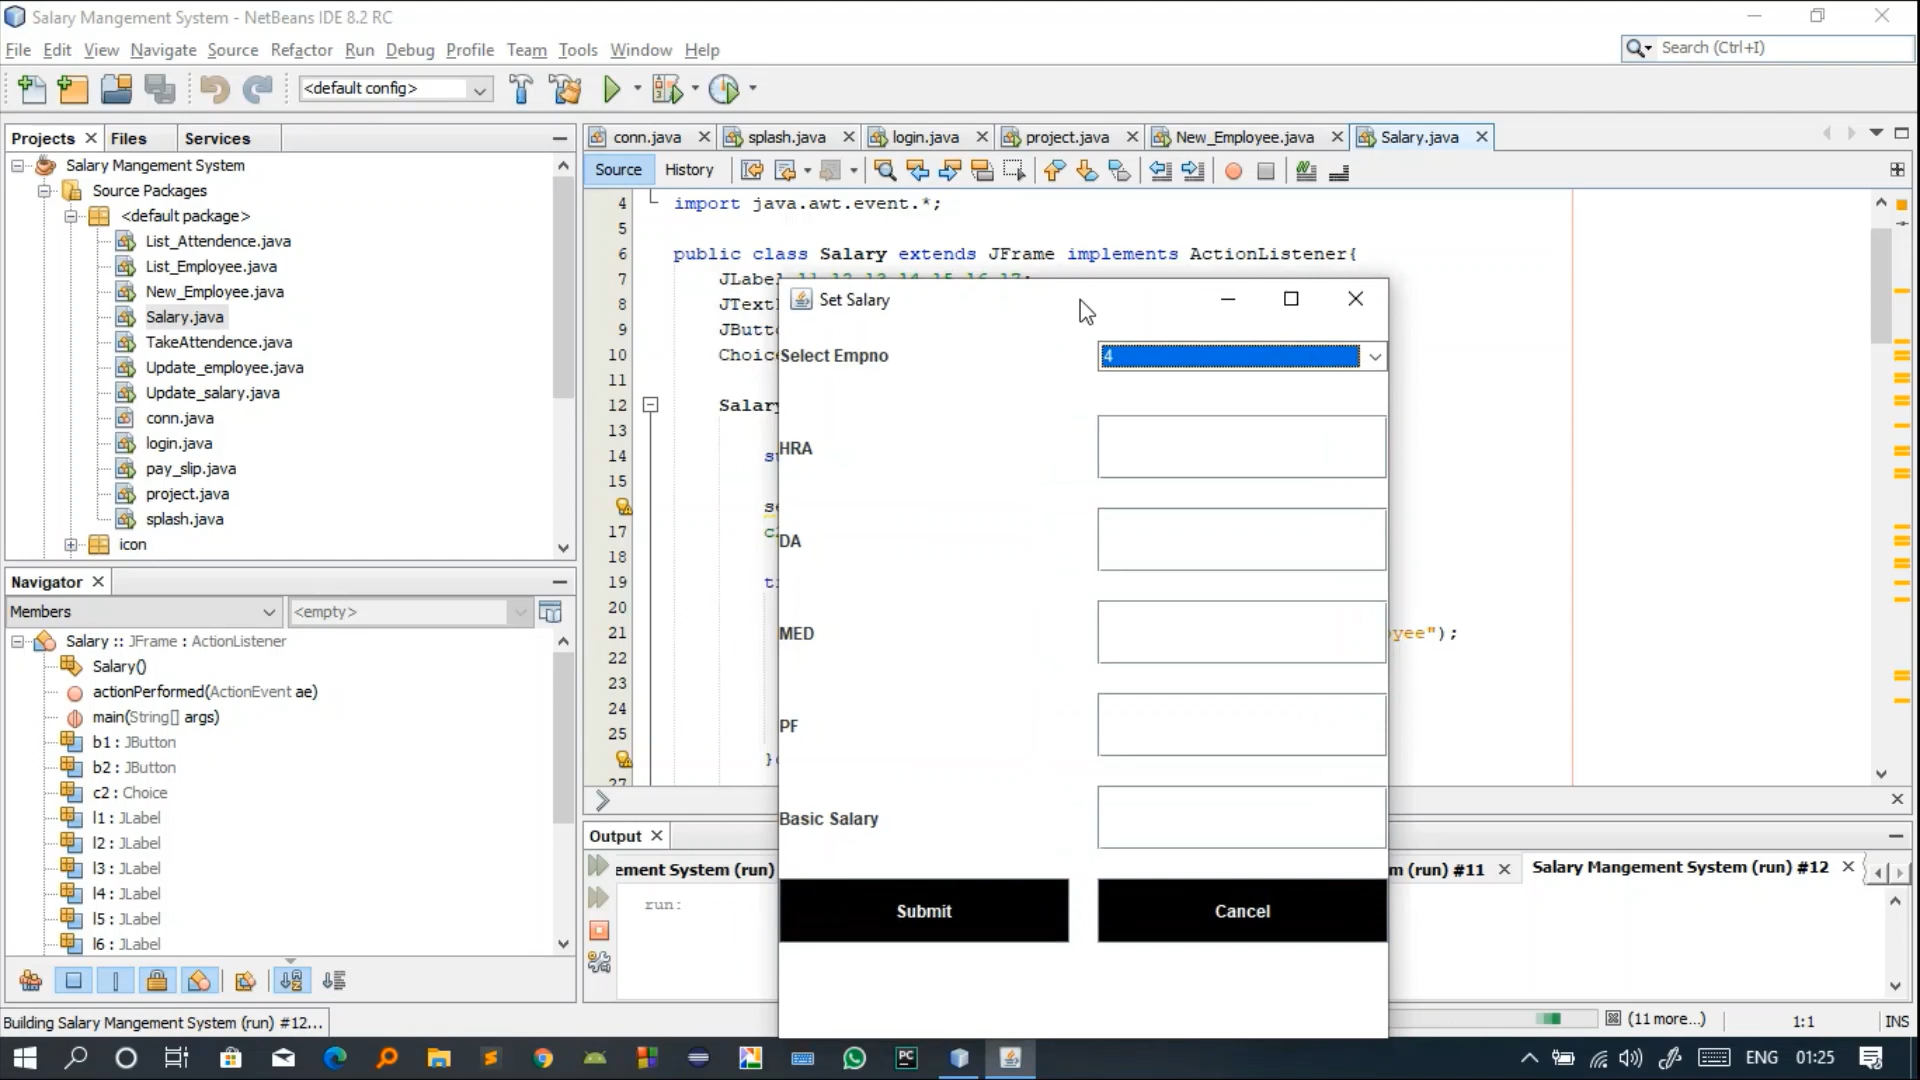 Salary Mangement System - NetBeans IDE 8.2 RC
File Edit View Navigate Source Refactor Run Debug Profile Team Tools Window Help
Search (Ctrl+I)
<default config>
Projects Files Services
conn.java splash.java login.java project.java New_Employee.java Salary.java
Source History
Salary Mangement System
Source Packages
<default package>
List_Attendence.java
List_Employee.java
New_Employee.java
Salary.java
TakeAttendence.java
Update_employee.java
Update_salary.java
conn.java
login.java
pay_slip.java
project.java
splash.java
icon
4 import java.awt.event.*;
5
6 public class Salary extends JFrame implements ActionListener{
7 JLabel l1,l2,l3,l4,l5,l6,l7;
8
9
10
11
12 Salary
13
14
15
17
18
19
20
21 yee");
22
23
24
25
27
Set Salary
Select Empno 4
HRA
DA
MED
PF
Basic Salary
Submit Cancel
Navigator
Members <empty>
Salary :: JFrame : ActionListener
Salary()
actionPerformed(ActionEvent ae)
main(String[] args)
b1 : JButton
b2 : JButton
c2 : Choice
l1 : JLabel
l2 : JLabel
l3 : JLabel
l4 : JLabel
l5 : JLabel
l6 : JLabel
Output
ement System (run) m (run) #11 Salary Mangement System (run) #12
run:
Building Salary Mangement System (run) #12...
(11 more...) 1:1 INS
ENG 01:25